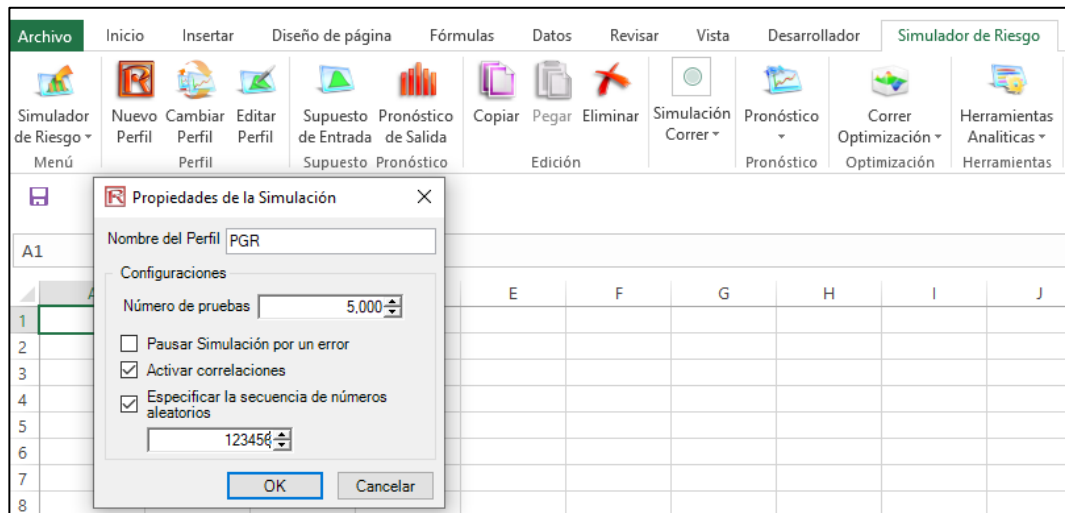 Archivo Inicio Insertar Diseño de página Fórmulas Datos Revisar Vista Desarrollador Simulador de Riesgo
Simulador de Riesgo
Nuevo Perfil
Cambiar Perfil
Editar Perfil
Supuesto de Entrada
Pronóstico de Salida
Copiar
Pegar
Eliminar
Simulación Correr
Pronóstico
Correr Optimización
Herramientas Analiticas
Menú Perfil Supuesto Pronóstico Edición Pronóstico Optimización Herramientas
Propiedades de la Simulación
A1
Nombre del Perfil PGR
Configuraciones
Número de pruebas 5,000
Pausar Simulación por un error
Activar correlaciones
Especificar la secuencia de números
aleatorios
123456
OK Cancelar
A E F G H I J
1
2
3
4
5
6
7
8